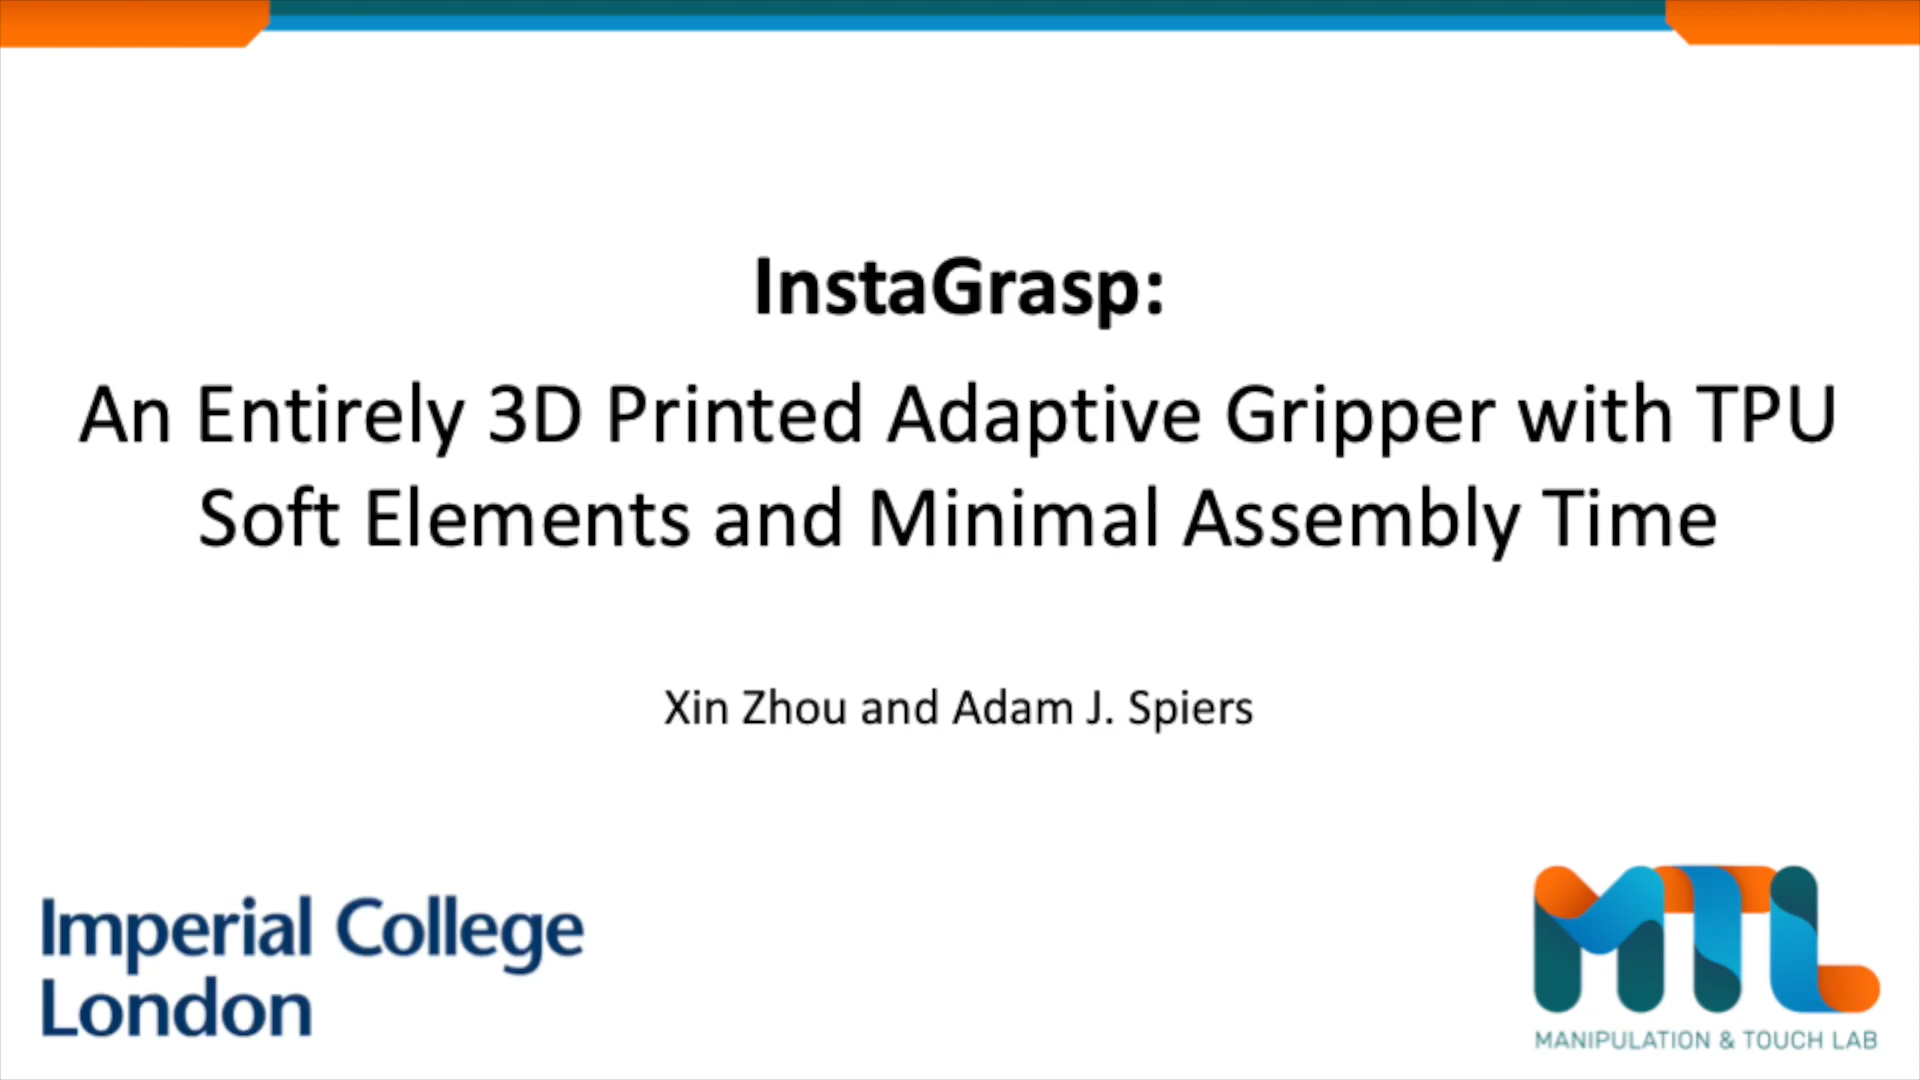 InstaGrasp:
An Entirely 3D Printed Adaptive Gripper with TPU
Soft Elements and Minimal Assembly Time
Xin Zhou and Adam J. Spiers
Imperial College
London
MTL
MANIPULATION & TOUCH LAB